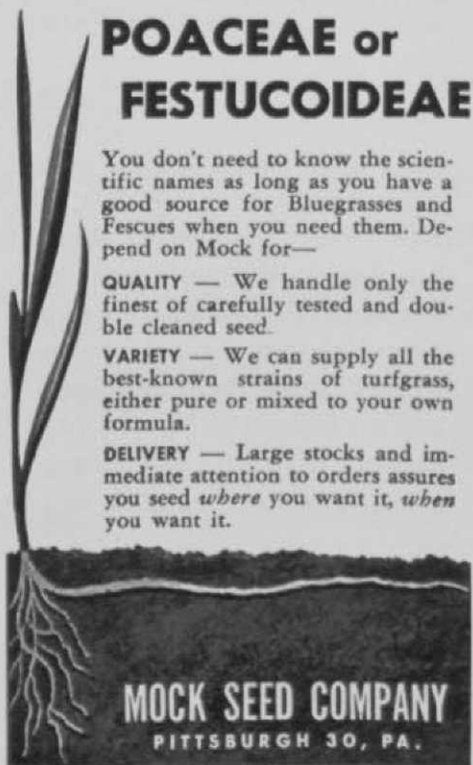 POACEAE or
FESTUCOIDEAE
You don't need to know the scien-
tific names as long as you have a
good source for Bluegrasses and
Fescues when you need them. De-
pend on Mock for—
QUALITY — We handle only the
finest of carefully tested and dou-
ble cleaned seed.
VARIETY — We can supply all the
best-known strains of turfgrass,
either pure or mixed to your own
formula.
DELIVERY — Large stocks and im-
mediate attention to orders assures
you seed where you want it, when
you want it.
MOCK SEED COMPANY
PITTSBURGH 30, PA.